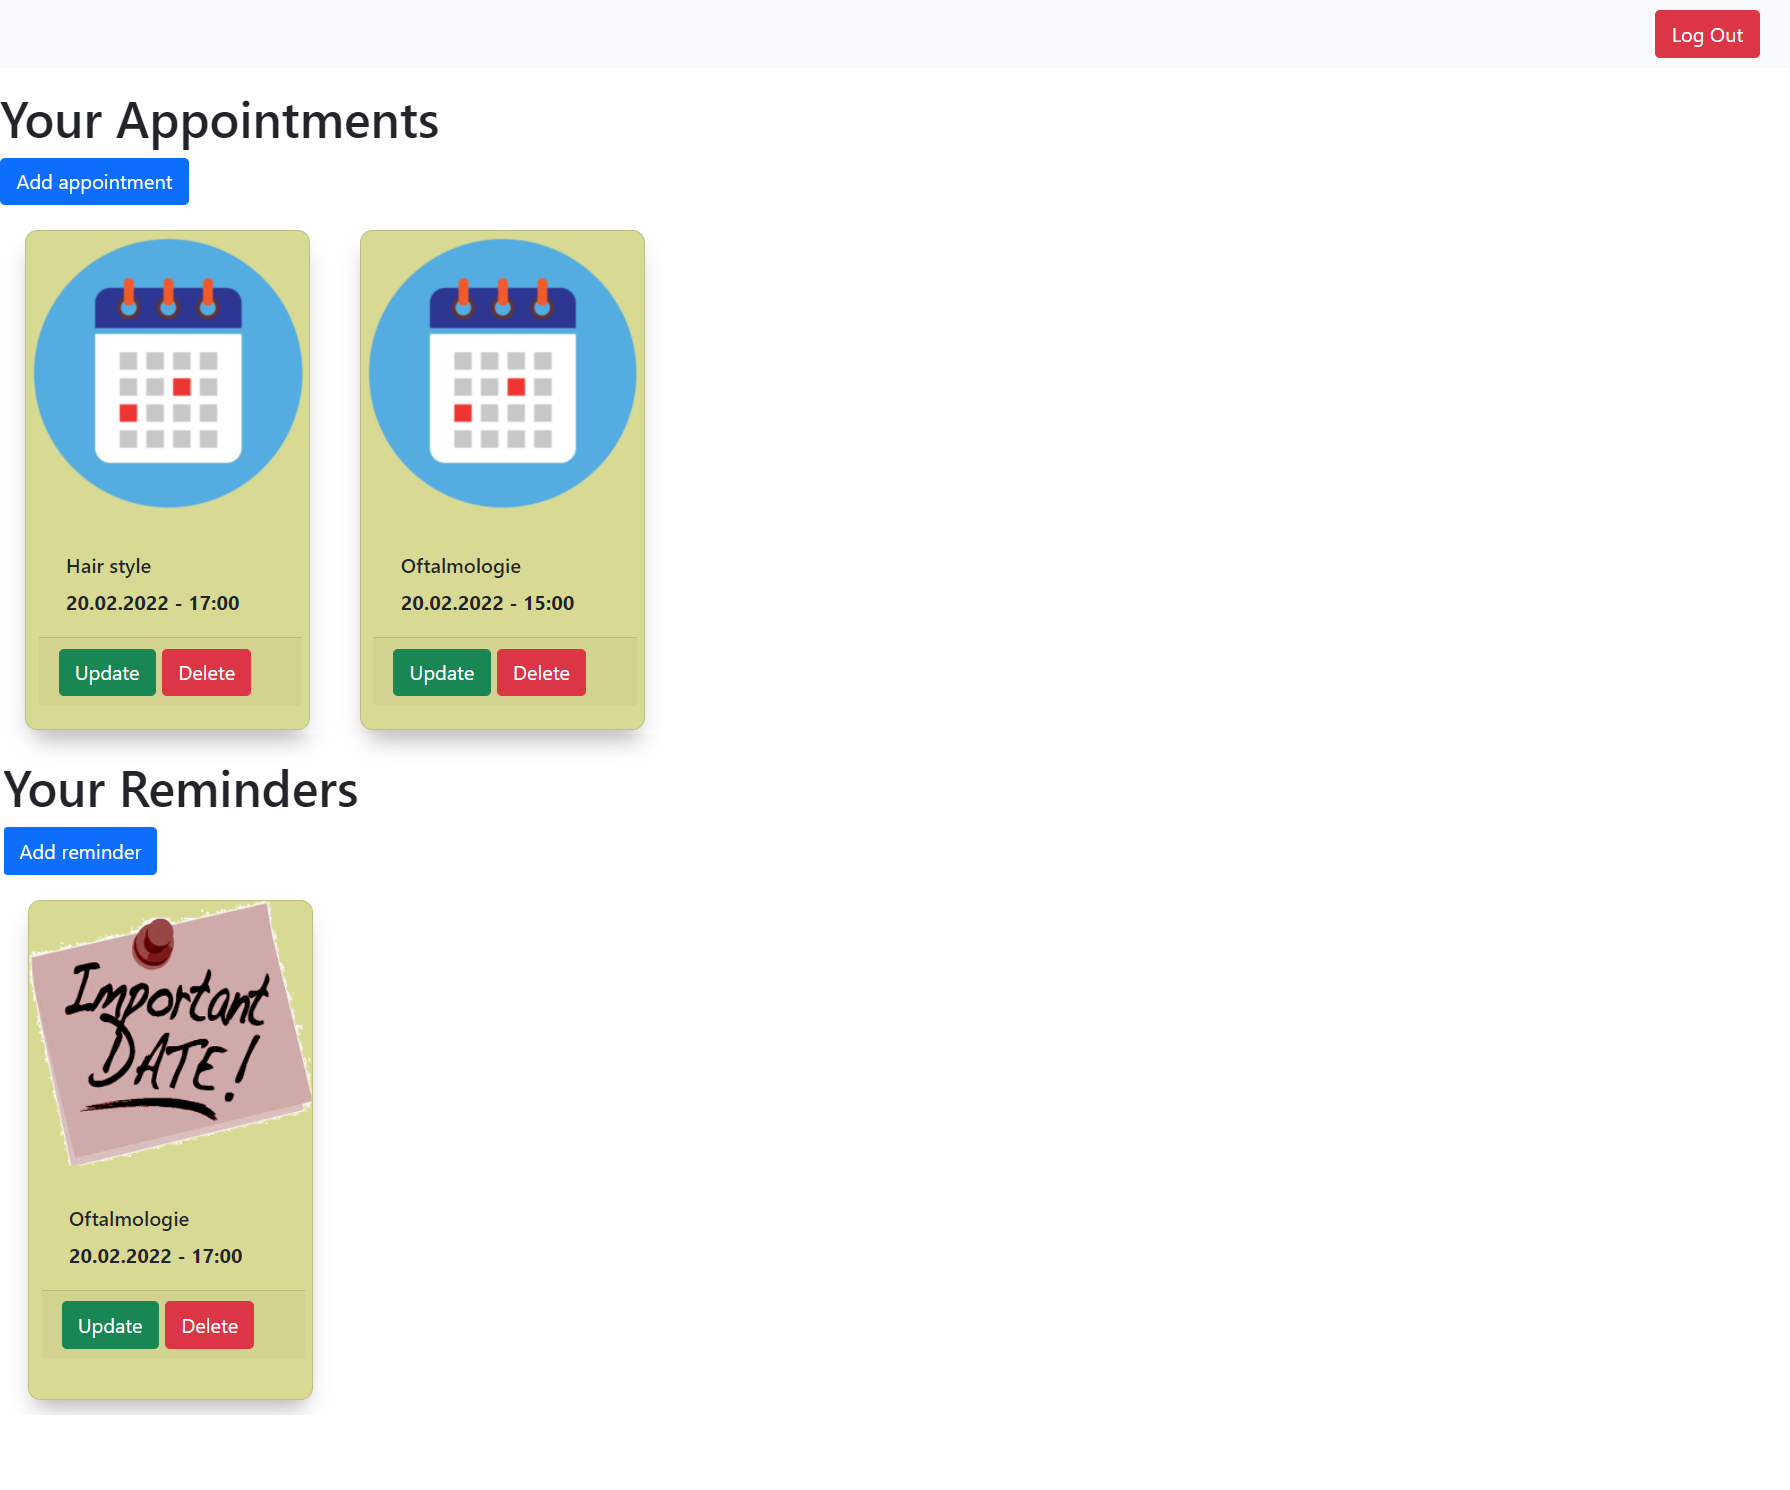 Log Out
Your Appointments
Add appointment
Hair style
20.02.2022 - 17:00
Update Delete
Oftalmologie
20.02.2022 - 15:00
Update Delete
Your Reminders
Add reminder
Important
DATE!
Oftalmologie
20.02.2022 - 17:00
Update Delete